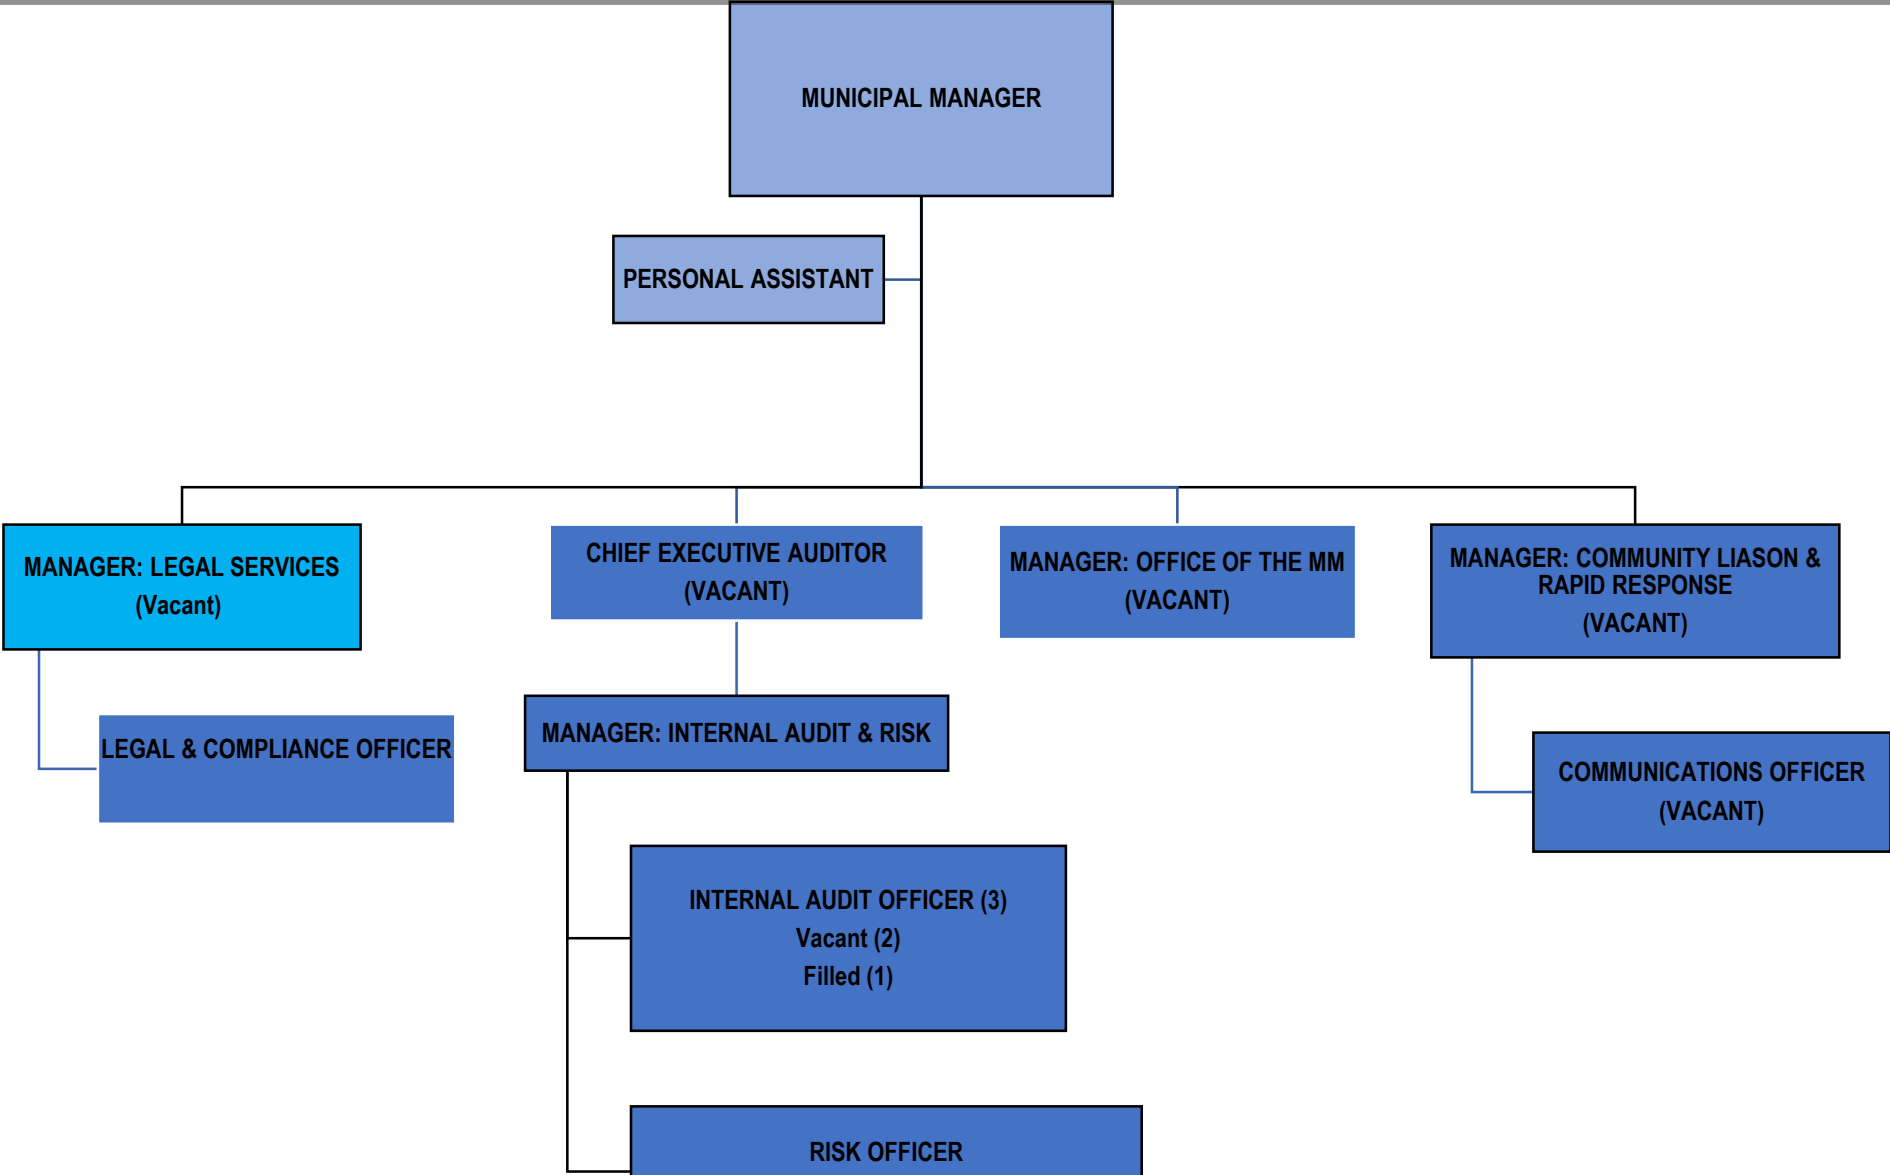 MUNICIPAL MANAGER
PERSONAL ASSISTANT
MANAGER: LEGAL SERVICES
(Vacant)
CHIEF EXECUTIVE AUDITOR
(VACANT)
MANAGER: OFFICE OF THE MM
(VACANT)
MANAGER: COMMUNITY LIASON &
RAPID RESPONSE
(VACANT)
LEGAL & COMPLIANCE OFFICER
MANAGER: INTERNAL AUDIT & RISK
COMMUNICATIONS OFFICER
(VACANT)
INTERNAL AUDIT OFFICER (3)
Vacant (2)
Filled (1)
RISK OFFICER